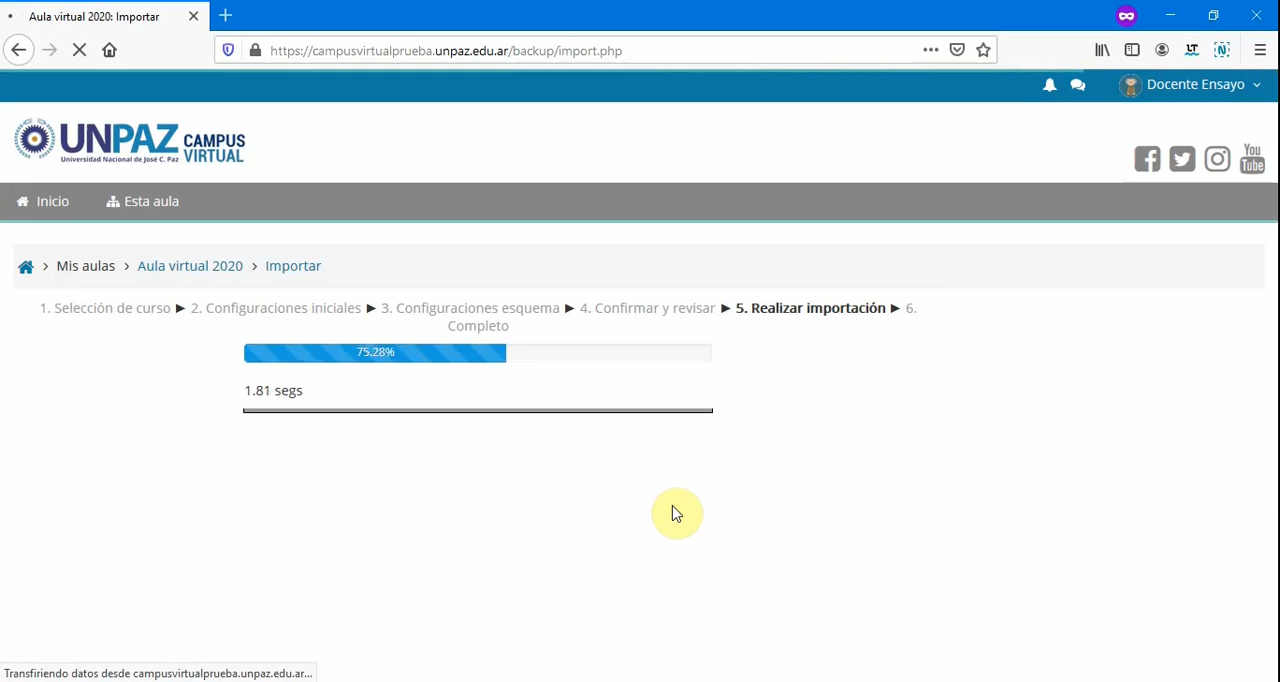 Aula virtual 2020: Importar
https://campusvirtualprueba.unpaz.edu.ar/backup/import.php
Docente Ensayo
UNPAZ CAMPUS VIRTUAL
Universidad Nacional de José C. Paz
You Tube
Inicio Esta aula
> Mis aulas > Aula virtual 2020 > Importar
1. Selección de curso ► 2. Configuraciones iniciales ► 3. Configuraciones esquema ► 4. Confirmar y revisar ► 5. Realizar importación ► 6.
Completo
75.28%
1.81 segs
Transfiriendo datos desde campusvirtualprueba.unpaz.edu.ar...